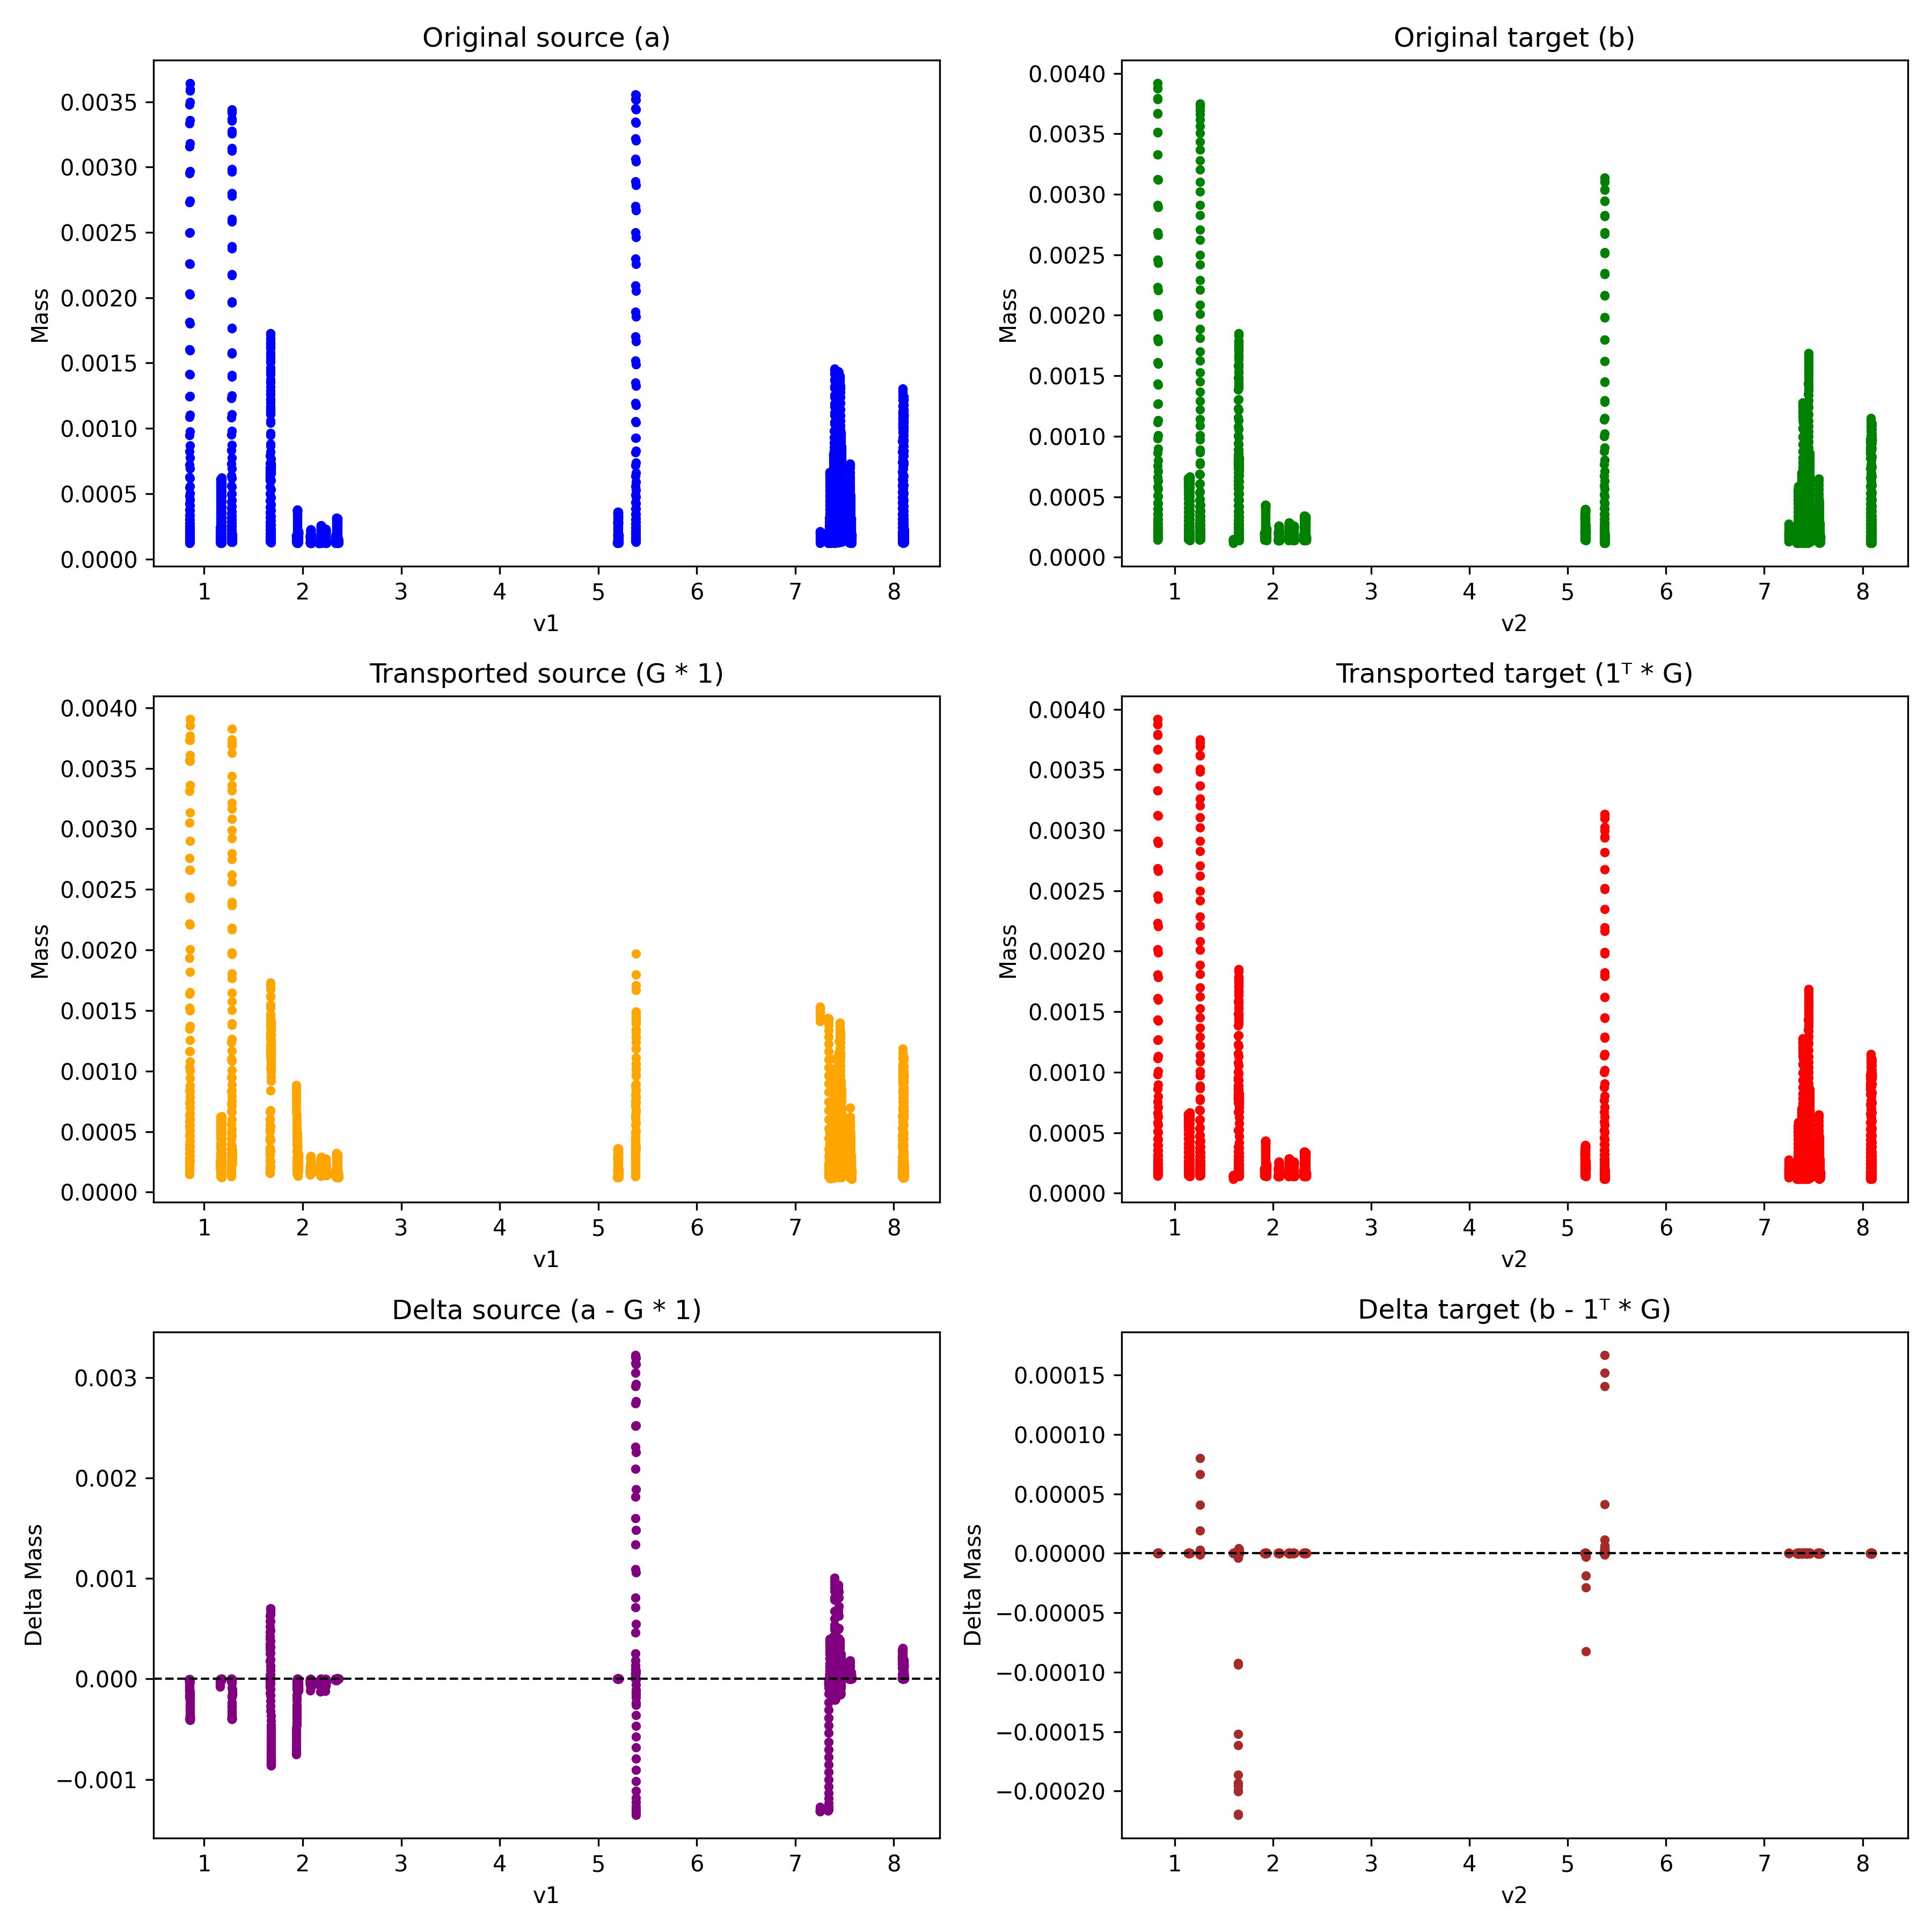 Original source (a)
Mass
0.0035
0.0030
0.0025
0.0020
0.0015
0.0010
0.0005
0.0000
1 2 3 4 5 6 7 8
v1
Original target (b)
Mass
0.0040
0.0035
0.0030
0.0025
0.0020
0.0015
0.0010
0.0005
0.0000
1 2 3 4 5 6 7 8
v2
Transported source (G * 1)
Mass
0.0040
0.0035
0.0030
0.0025
0.0020
0.0015
0.0010
0.0005
0.0000
1 2 3 4 5 6 7 8
v1
Transported target (1ᵀ * G)
Mass
0.0040
0.0035
0.0030
0.0025
0.0020
0.0015
0.0010
0.0005
0.0000
1 2 3 4 5 6 7 8
v2
Delta source (a - G * 1)
Delta Mass
0.003
0.002
0.001
0.000
−0.001
1 2 3 4 5 6 7 8
v1
Delta target (b - 1ᵀ * G)
Delta Mass
0.00015
0.00010
0.00005
0.00000
−0.00005
−0.00010
−0.00015
−0.00020
1 2 3 4 5 6 7 8
v2